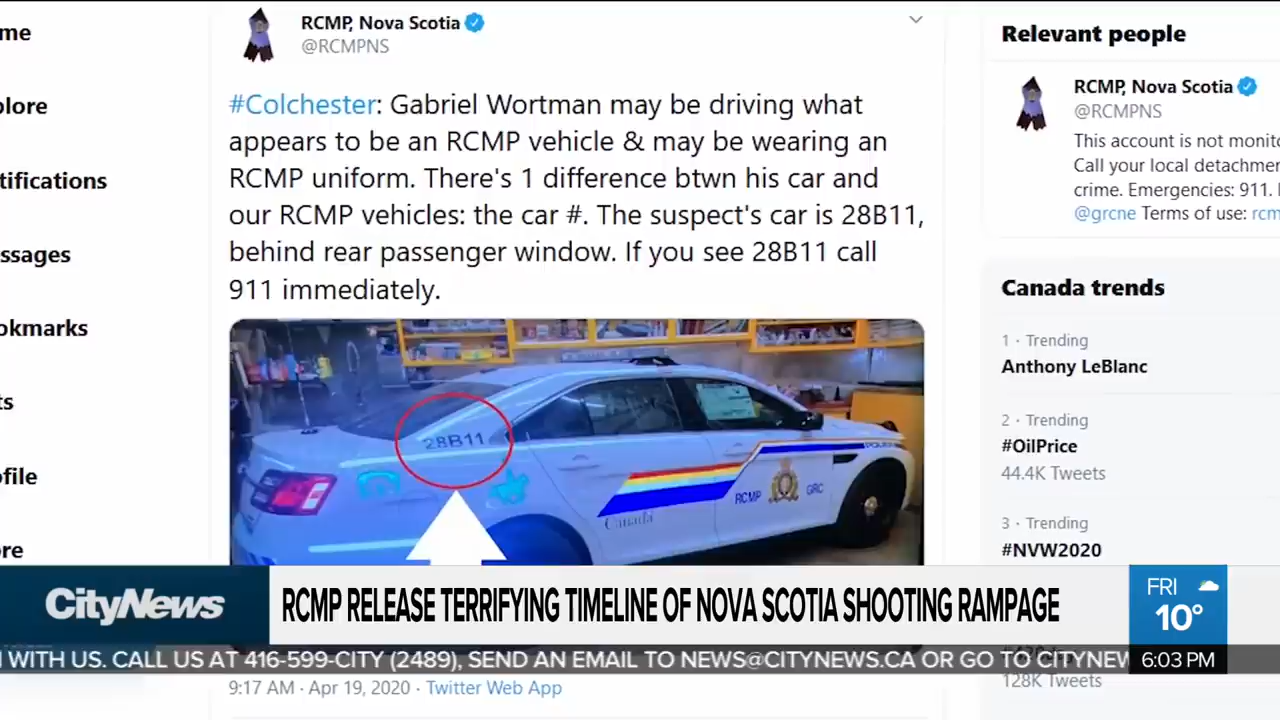 RCMP, Nova Scotia
@RCMPNS
#Colchester: Gabriel Wortman may be driving what
appears to be an RCMP vehicle & may be wearing an
RCMP uniform. There's 1 difference btwn his car and
our RCMP vehicles: the car #. The suspect's car is 28B11,
behind rear passenger window. If you see 28B11 call
911 immediately.
28B11
Canada
RCMP
GRC
POLICE
9:17 AM · Apr 19, 2020 · Twitter Web App
me
plore
tifications
ssages
okmarks
ts
ofile
ore
Relevant people
RCMP, Nova Scotia
@RCMPNS
This account is not monito
Call your local detachmen
crime. Emergencies: 911.
@grcne Terms of use: rcm
Canada trends
1 · Trending
Anthony LeBlanc
2 · Trending
#OilPrice
44.4K Tweets
3 · Trending
#NVW2020
128K Tweets
CityNews
RCMP RELEASE TERRIFYING TIMELINE OF NOVA SCOTIA SHOOTING RAMPAGE
FRI
10°
WITH US. CALL US AT 416-599-CITY (2489), SEND AN EMAIL TO NEWS@CITYNEWS.CA OR GO TO CITYNEW
6:03 PM